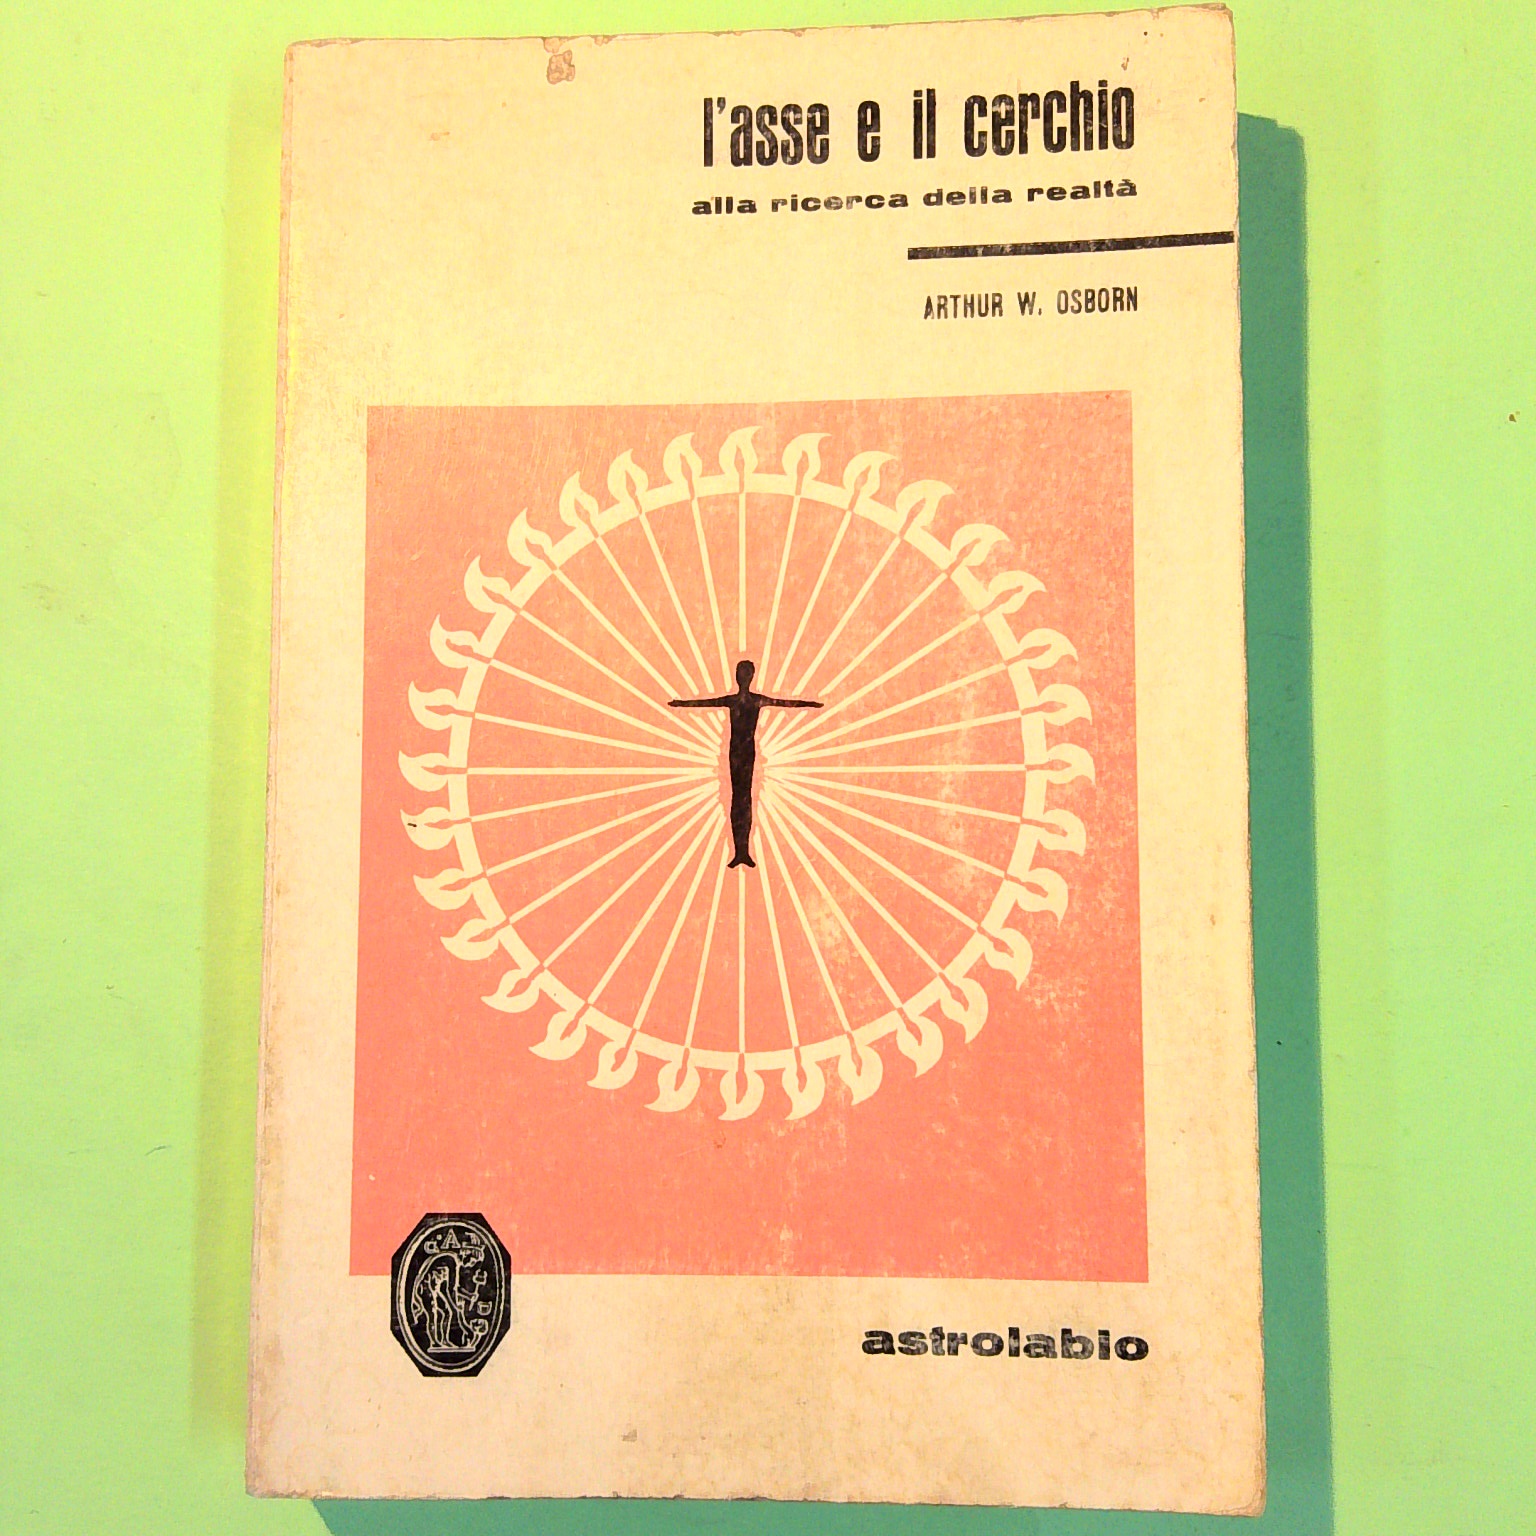 l'asse e il cerchio
alla ricerca della realtà
ARTHUR W. OSBORN
astrolabio